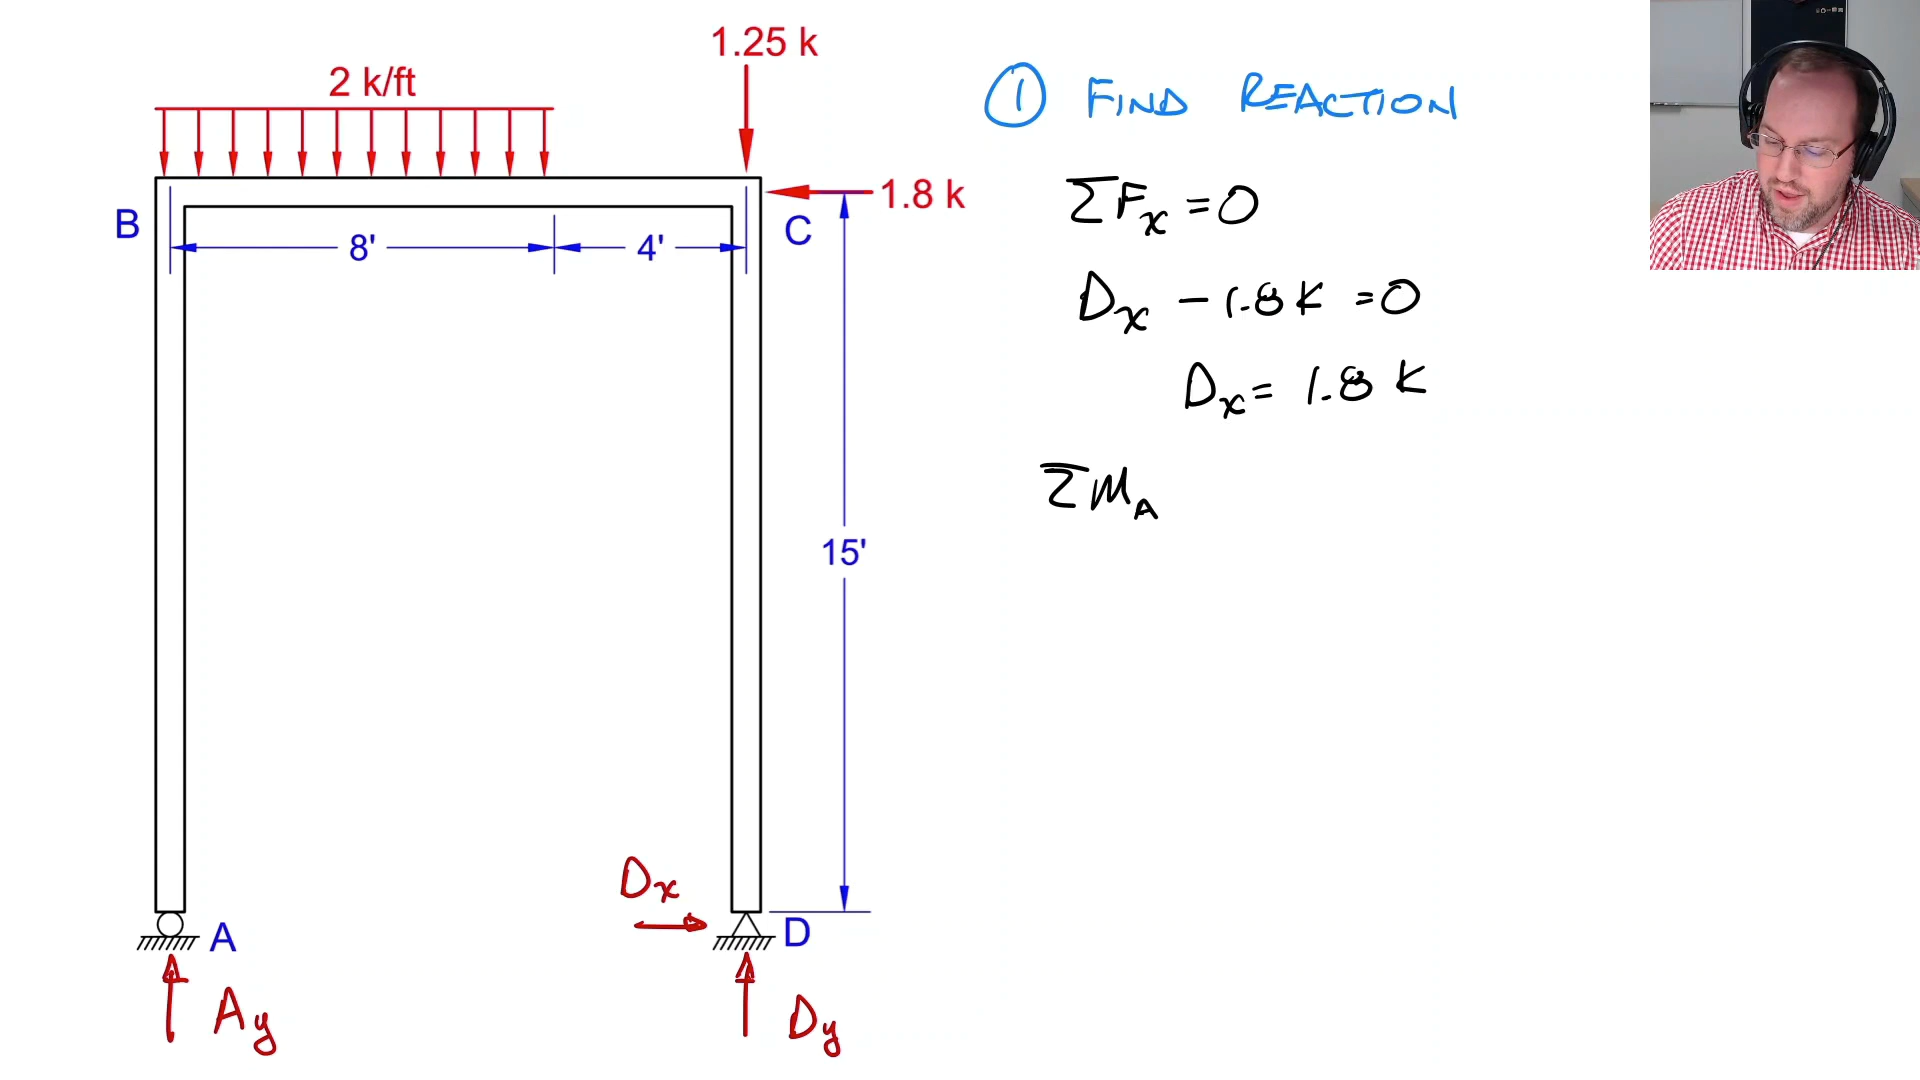 1.25 k
2 k/ft
1.8 k
B
C
8'
4'
15'
Dx
A
D
Ay
Dy
① FIND REACTION
ΣFx = 0
Dx - 1.8 K = 0
Dx = 1.8 K
ΣMA